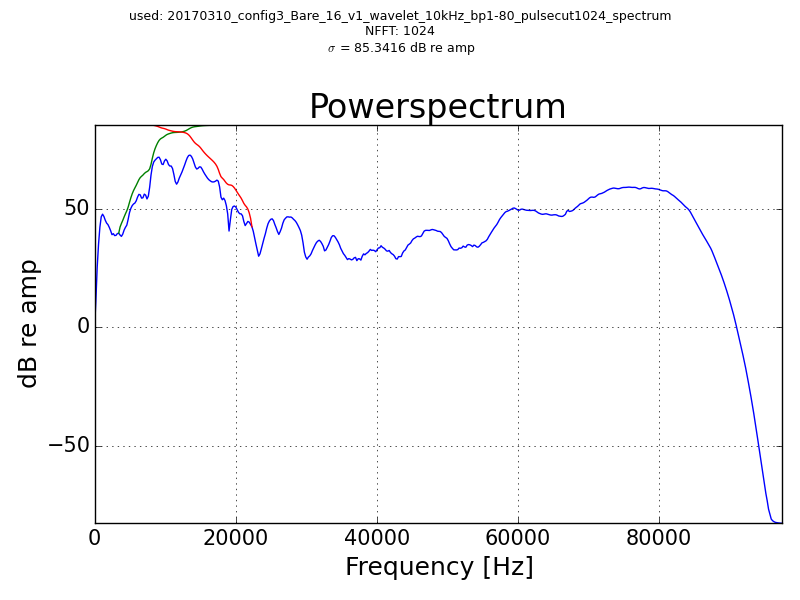 used: 20170310_config3_Bare_16_v1_wavelet_10kHz_bp1-80_pulsecut1024_spectrum
NFFT: 1024
σ = 85.3416 dB re amp
Powerspectrum
dB re amp
50
0
−50
0 20000 40000 60000 80000
Frequency [Hz]